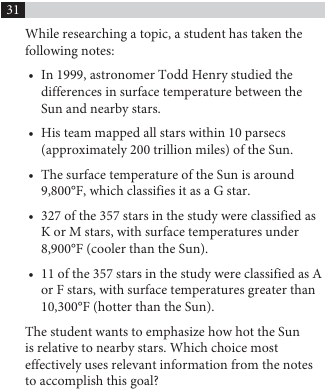 31
While researching a topic, a student has taken the
following notes:
• In 1999, astronomer Todd Henry studied the
differences in surface temperature between the
Sun and nearby stars.
• His team mapped all stars within 10 parsecs
(approximately 200 trillion miles) of the Sun.
• The surface temperature of the Sun is around
9,800°F, which classifies it as a G star.
• 327 of the 357 stars in the study were classified as
K or M stars, with surface temperatures under
8,900°F (cooler than the Sun).
• 11 of the 357 stars in the study were classified as A
or F stars, with surface temperatures greater than
10,300°F (hotter than the Sun).
The student wants to emphasize how hot the Sun
is relative to nearby stars. Which choice most
effectively uses relevant information from the notes
to accomplish this goal?